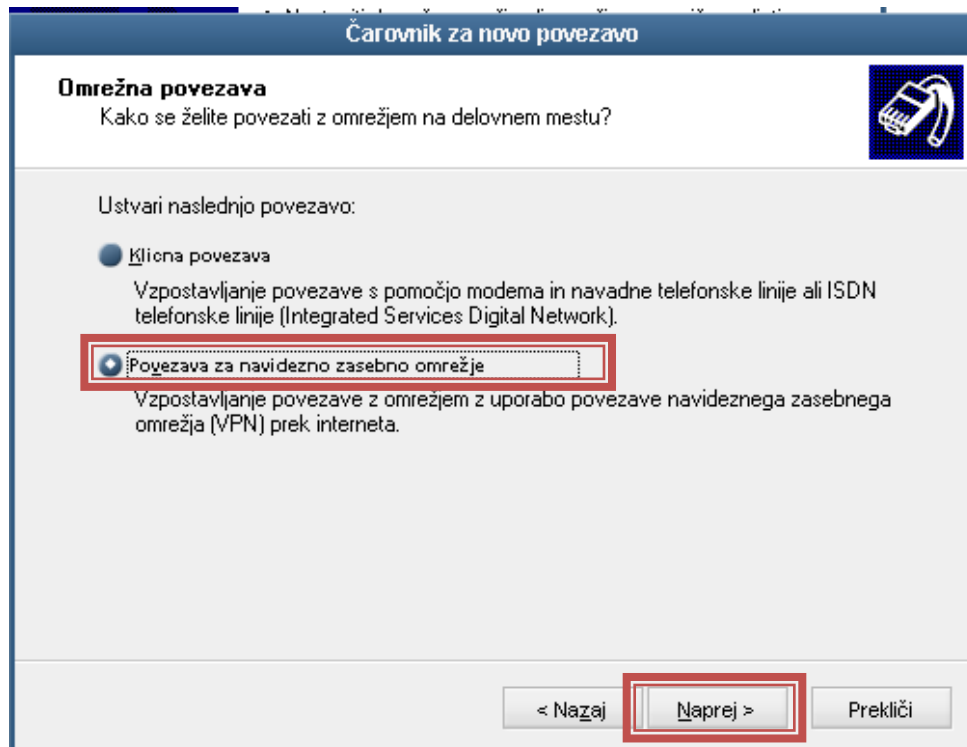 Čarovnik za novo povezavo
Omrežna povezava
Kako se želite povezati z omrežjem na delovnem mestu?
Ustvari naslednjo povezavo:
Klicna povezava
Vzpostavljanje povezave s pomočjo modema in navadne telefonske linije ali ISDN
telefonske linije (Integrated Services Digital Network).
Povezava za navidezno zasebno omrežje
Vzpostavljanje povezave z omrežjem z uporabo povezave navideznega zasebnega
omrežja (VPN) prek interneta.
< Nazaj
Naprej >
Prekliči